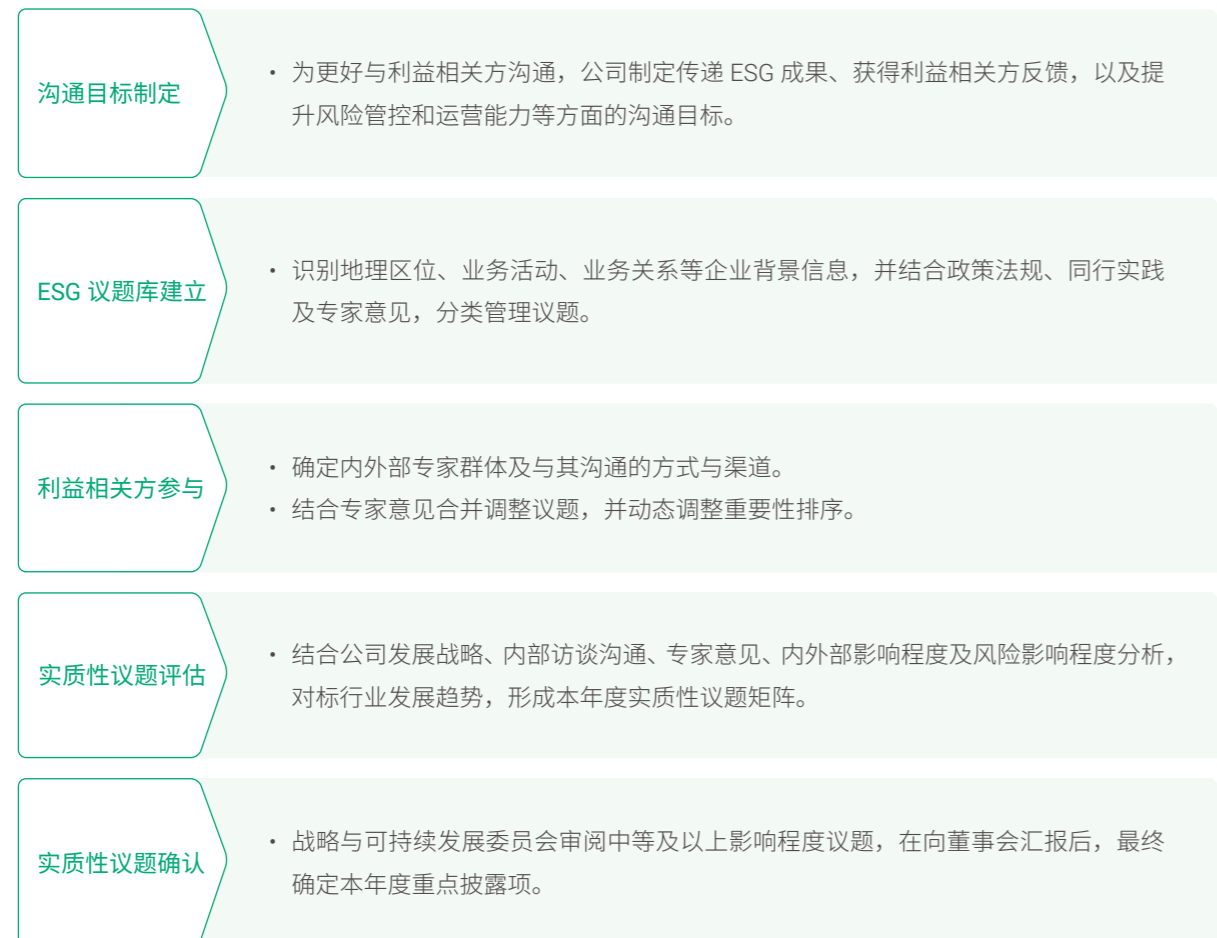 沟通目标制定
• 为更好与利益相关方沟通，公司制定传递 ESG 成果、获得利益相关方反馈，以及提
升风险管控和运营能力等方面的沟通目标。
ESG 议题库建立
• 识别地理区位、业务活动、业务关系等企业背景信息，并结合政策法规、同行实践
及专家意见，分类管理议题。
利益相关方参与
• 确定内外部专家群体及与其沟通的方式与渠道。
• 结合专家意见合并调整议题，并动态调整重要性排序。
实质性议题评估
• 结合公司发展战略、内部访谈沟通、专家意见、内外部影响程度及风险影响程度分析，
对标行业发展趋势，形成本年度实质性议题矩阵。
实质性议题确认
• 战略与可持续发展委员会审阅中等及以上影响程度议题，在向董事会汇报后，最终
确定本年度重点披露项。